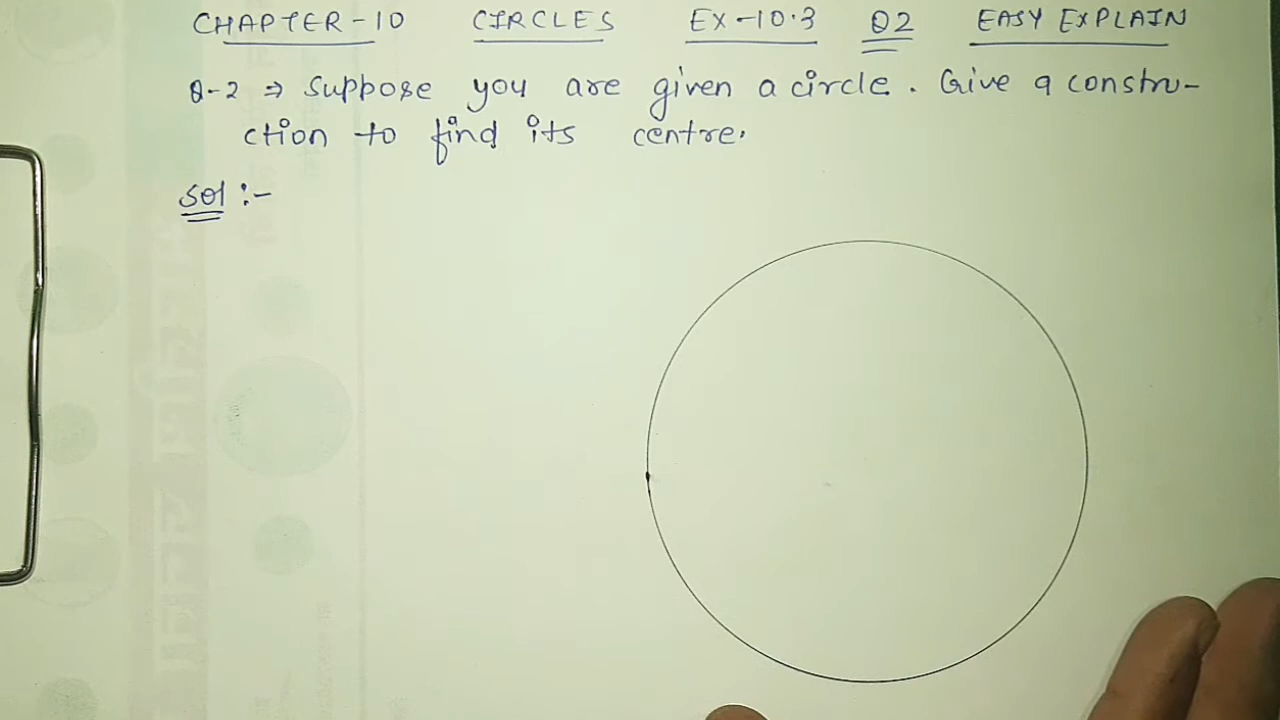 CHAPTER-10 CIRCLES EX-10.3 Q2 EASY EXPLAIN
Q-2 ⇒ Suppose you are given a circle. Give a constru-
ction to find its centre.
Sol :-